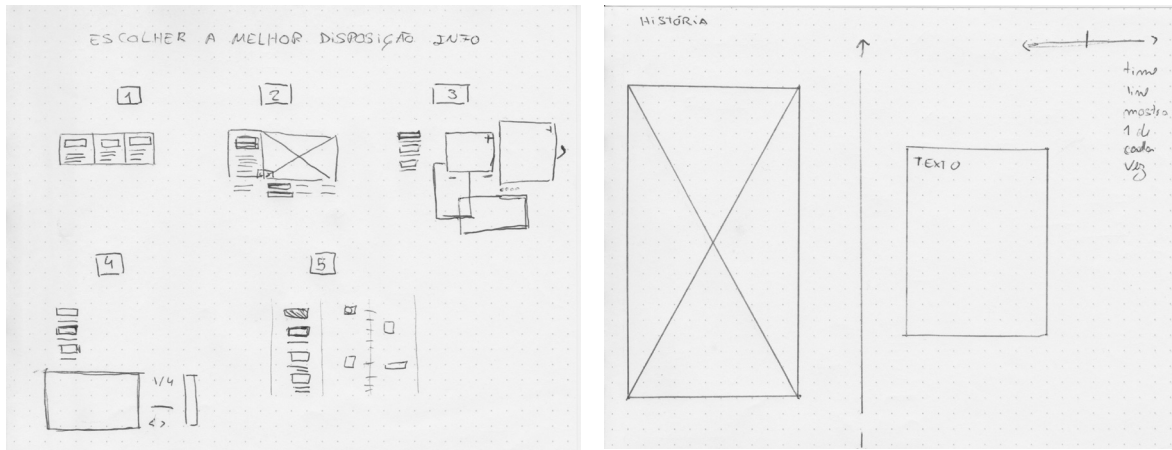 ESCOLHER A MELHOR DISPOSIÇÃO INFO
1
2
3
4
5
1/4
< >
HISTÓRIA
TEXTO
time
line
mostra
1 de
cada
vez